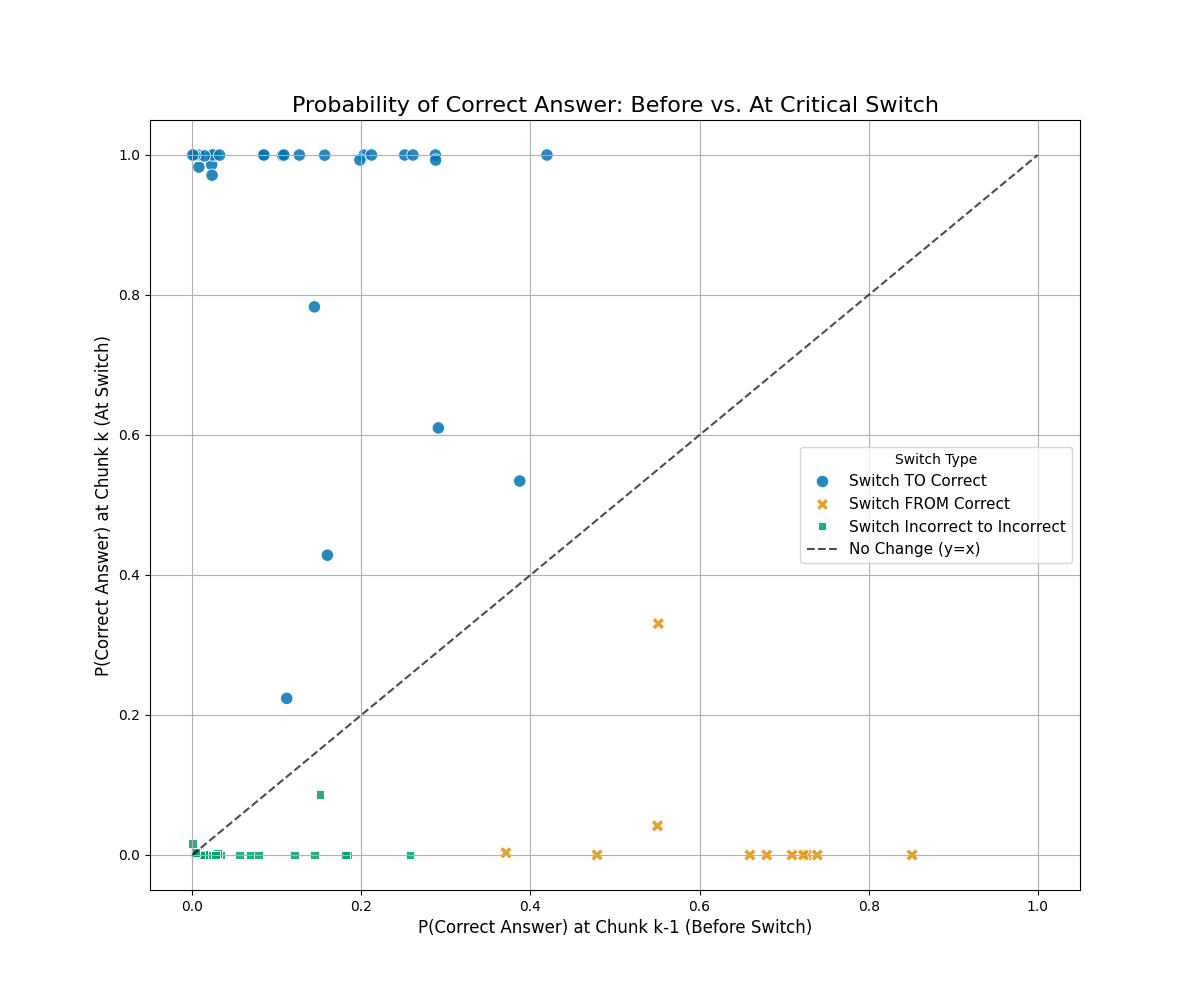 Probability of Correct Answer: Before vs. At Critical Switch
P(Correct Answer) at Chunk k (At Switch)
1.0
0.8
0.6
0.4
0.2
0.0
Switch Type
Switch TO Correct
Switch FROM Correct
Switch Incorrect to Incorrect
No Change (y=x)
0.0 0.2 0.4 0.6 0.8 1.0
P(Correct Answer) at Chunk k-1 (Before Switch)